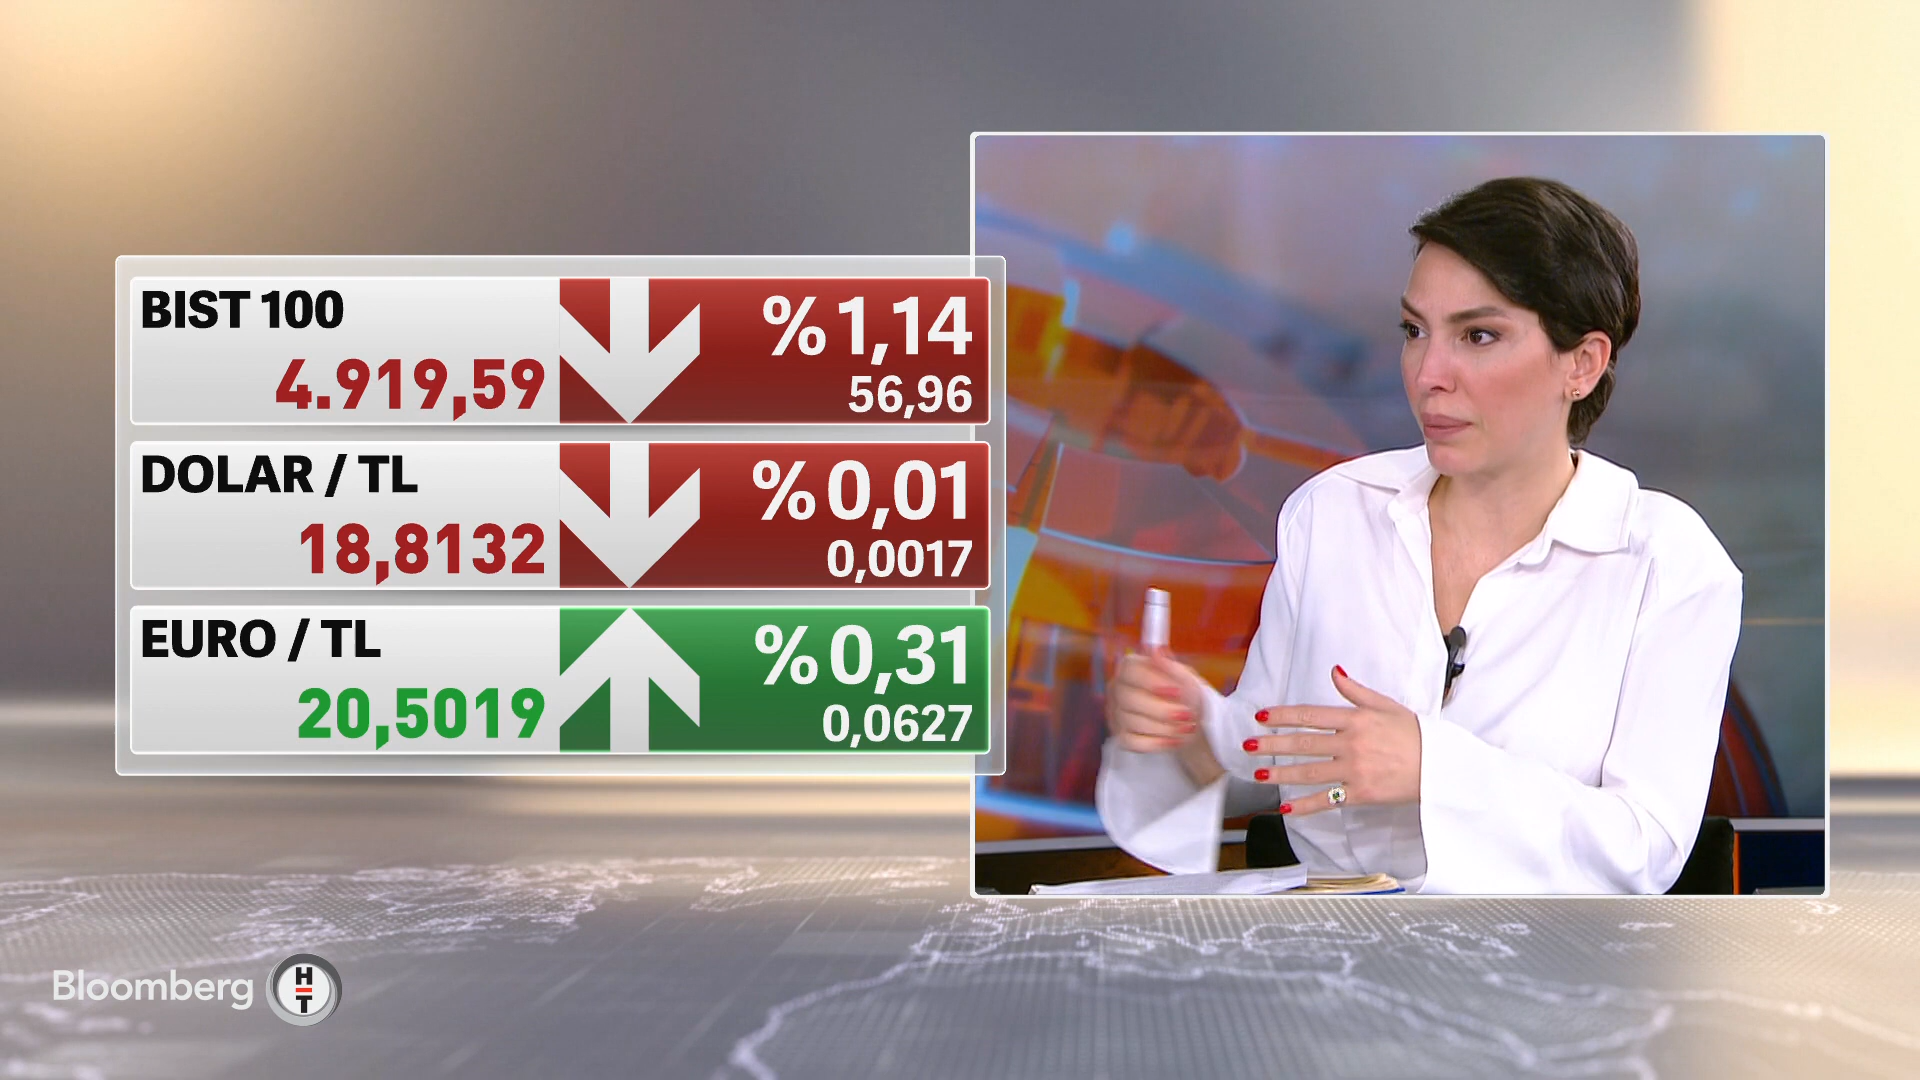 BIST 100
4.919,59
%1,14
56,96
DOLAR / TL
18,8132
%0,01
0,0017
EURO / TL
20,5019
%0,31
0,0627
Bloomberg HT